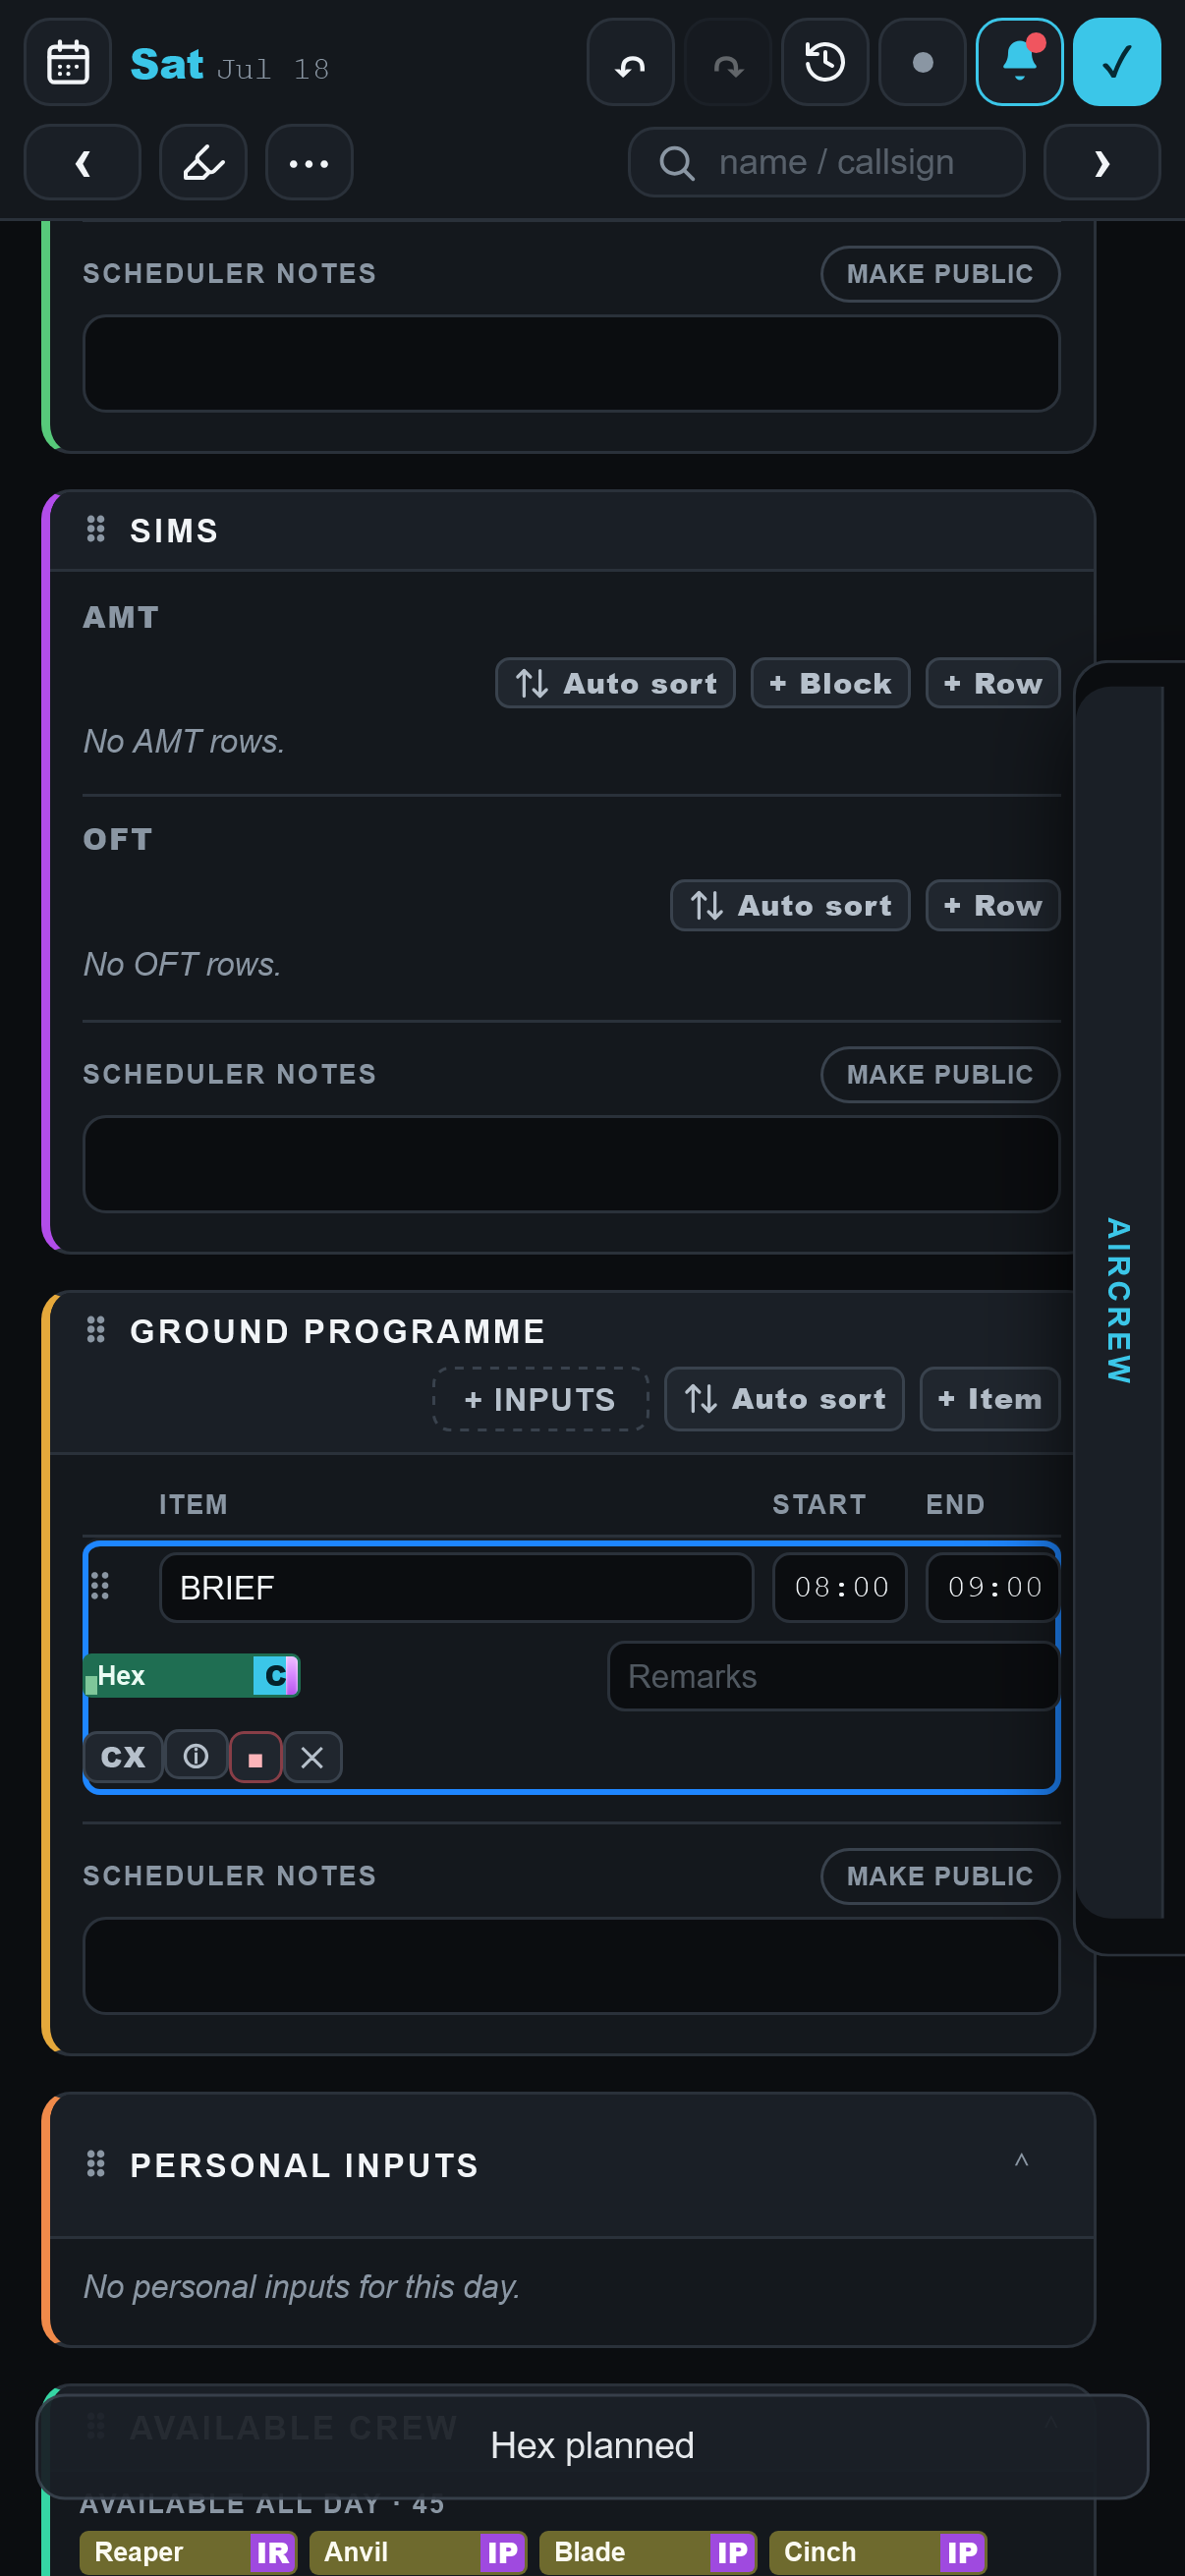 Sat Jul 18
name / callsign
SCHEDULER NOTES MAKE PUBLIC
SIMS
AMT
Auto sort + Block + Row
No AMT rows.
OFT
Auto sort + Row
No OFT rows.
SCHEDULER NOTES MAKE PUBLIC
AIRCREW
GROUND PROGRAMME
+ INPUTS Auto sort + Item
ITEM START END
BRIEF 08:00 09:00
Hex C Remarks
CX
SCHEDULER NOTES MAKE PUBLIC
PERSONAL INPUTS
No personal inputs for this day.
AVAILABLE CREW
Hex planned
AVAILABLE ALL DAY · 45
Reaper IR Anvil IP Blade IP Cinch IP